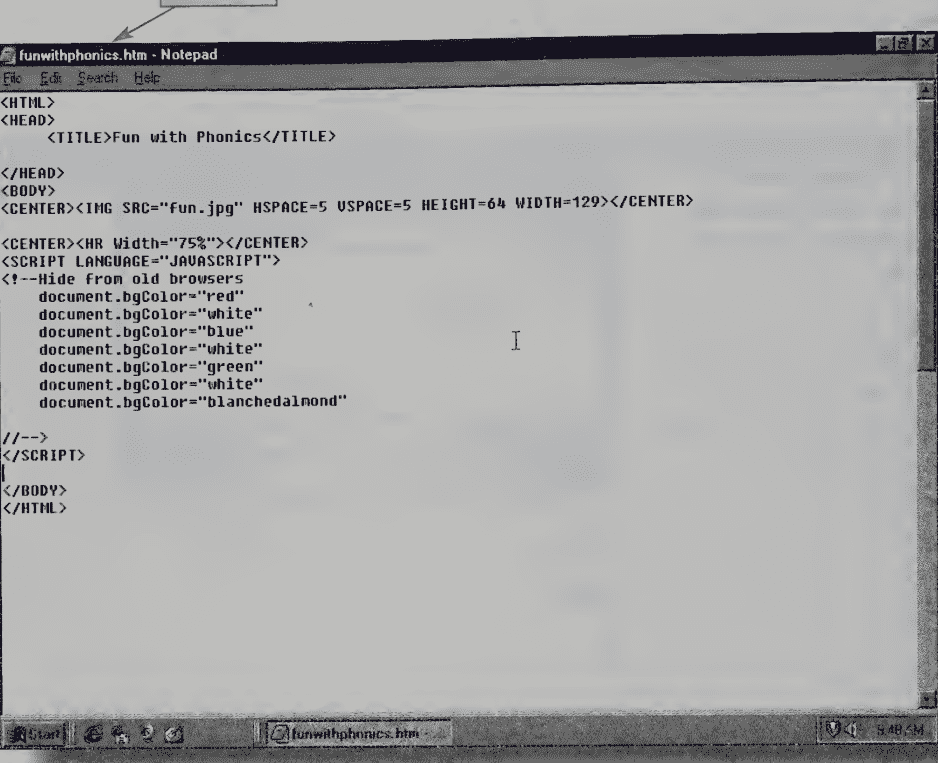 funwithphonics.htm - Notepad
File Edit Search Help
<HTML>
<HEAD>
<TITLE>Fun with Phonics</TITLE>
</HEAD>
<BODY>
<CENTER><IMG SRC="fun.jpg" HSPACE=5 VSPACE=5 HEIGHT=64 WIDTH=129></CENTER>
<CENTER><HR Width="75%"></CENTER>
<SCRIPT LANGUAGE="JAVASCRIPT">
<!--Hide from old browsers
document.bgColor="red"
document.bgColor="white"
document.bgColor="blue"
document.bgColor="white"
document.bgColor="green"
document.bgColor="white"
document.bgColor="blanchedalmond"
//-->
</SCRIPT>
</BODY>
</HTML>
Start funwithphonics.htm -